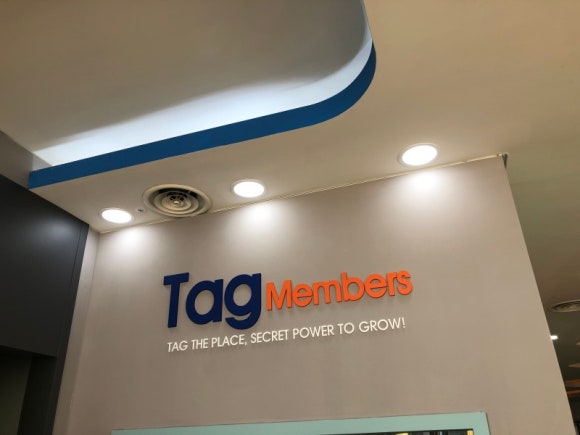 Tag Members
TAG THE PLACE, SECRET POWER TO GROW!